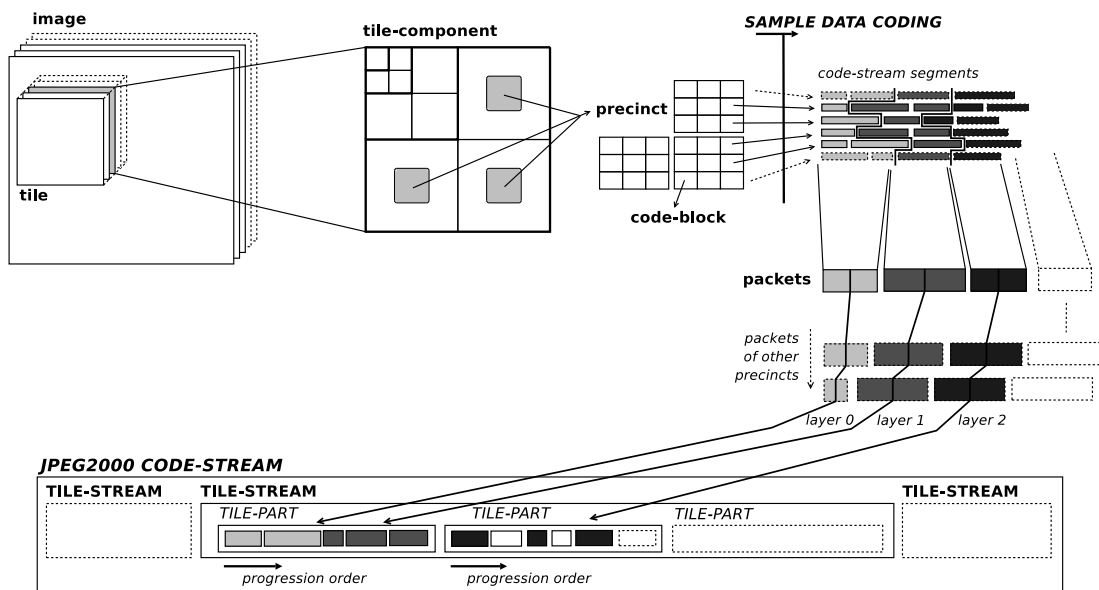 image
tile-component
SAMPLE DATA CODING
code-stream segments
precinct
tile
code-block
packets
packets
of other
precincts
layer 0
layer 1
layer 2
JPEG2000 CODE-STREAM
TILE-STREAM
TILE-STREAM
TILE-STREAM
TILE-PART
TILE-PART
TILE-PART
progression order
progression order